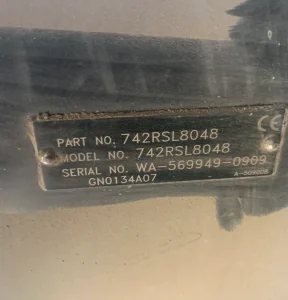 CE
PART NO. 742RSL8048
MODEL NO. 742RSL8048
SERIAL NO. WA-569949-0909
GN0134A07